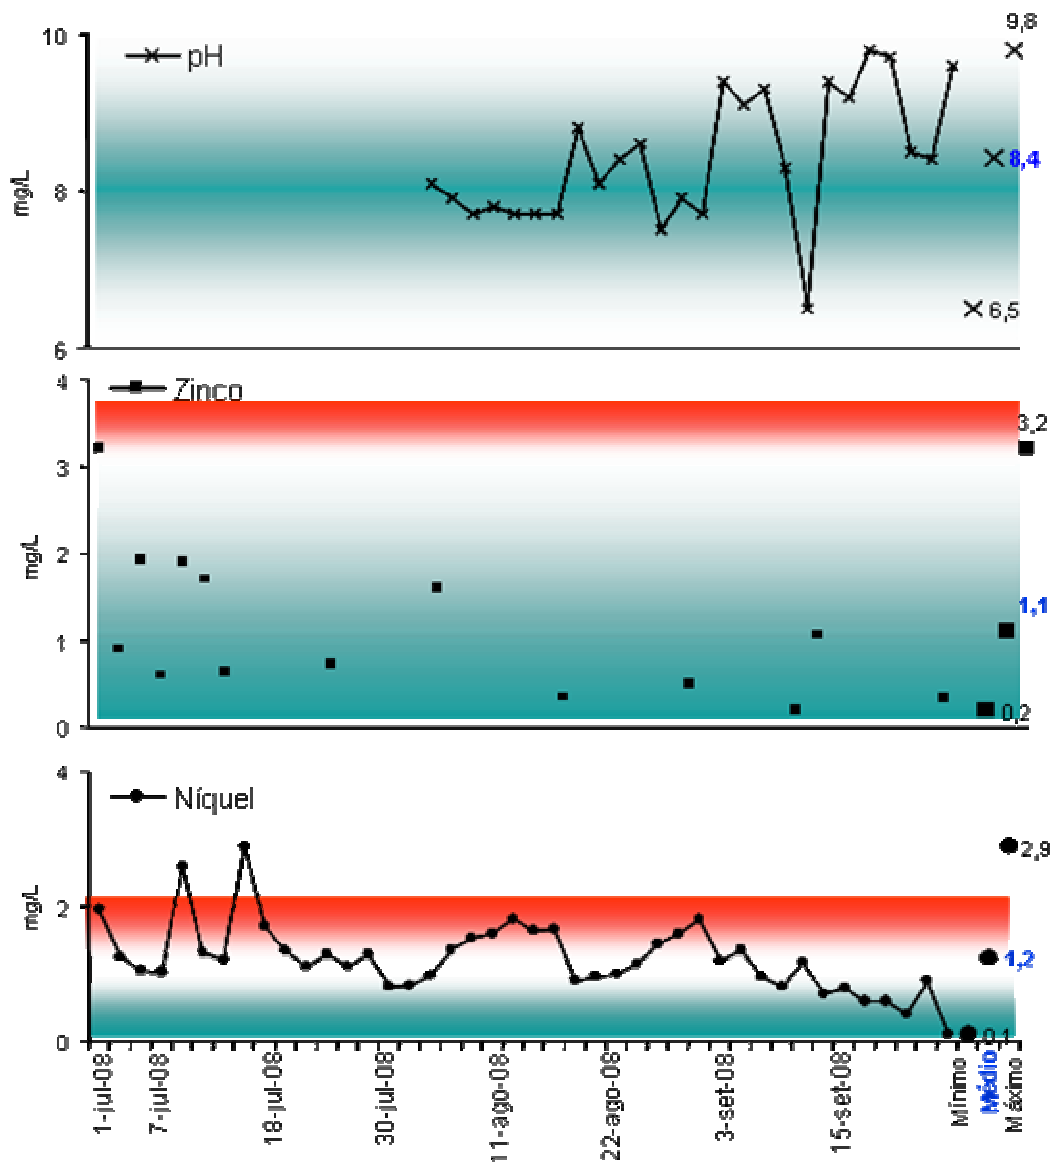 9,8
10
pH
8,4
8
mg/L
6,5
6
4
Zinco
3,2
3
mg/L
2
1,1
1
0,2
0
4
Níquel
2,9
mg/L
2
1,2
0,1
0
1-jul-08
7-jul-08
18-jul-08
30-jul-08
11-ago-08
22-ago-08
3-set-08
15-set-08
Mínimo
Médio
Máximo